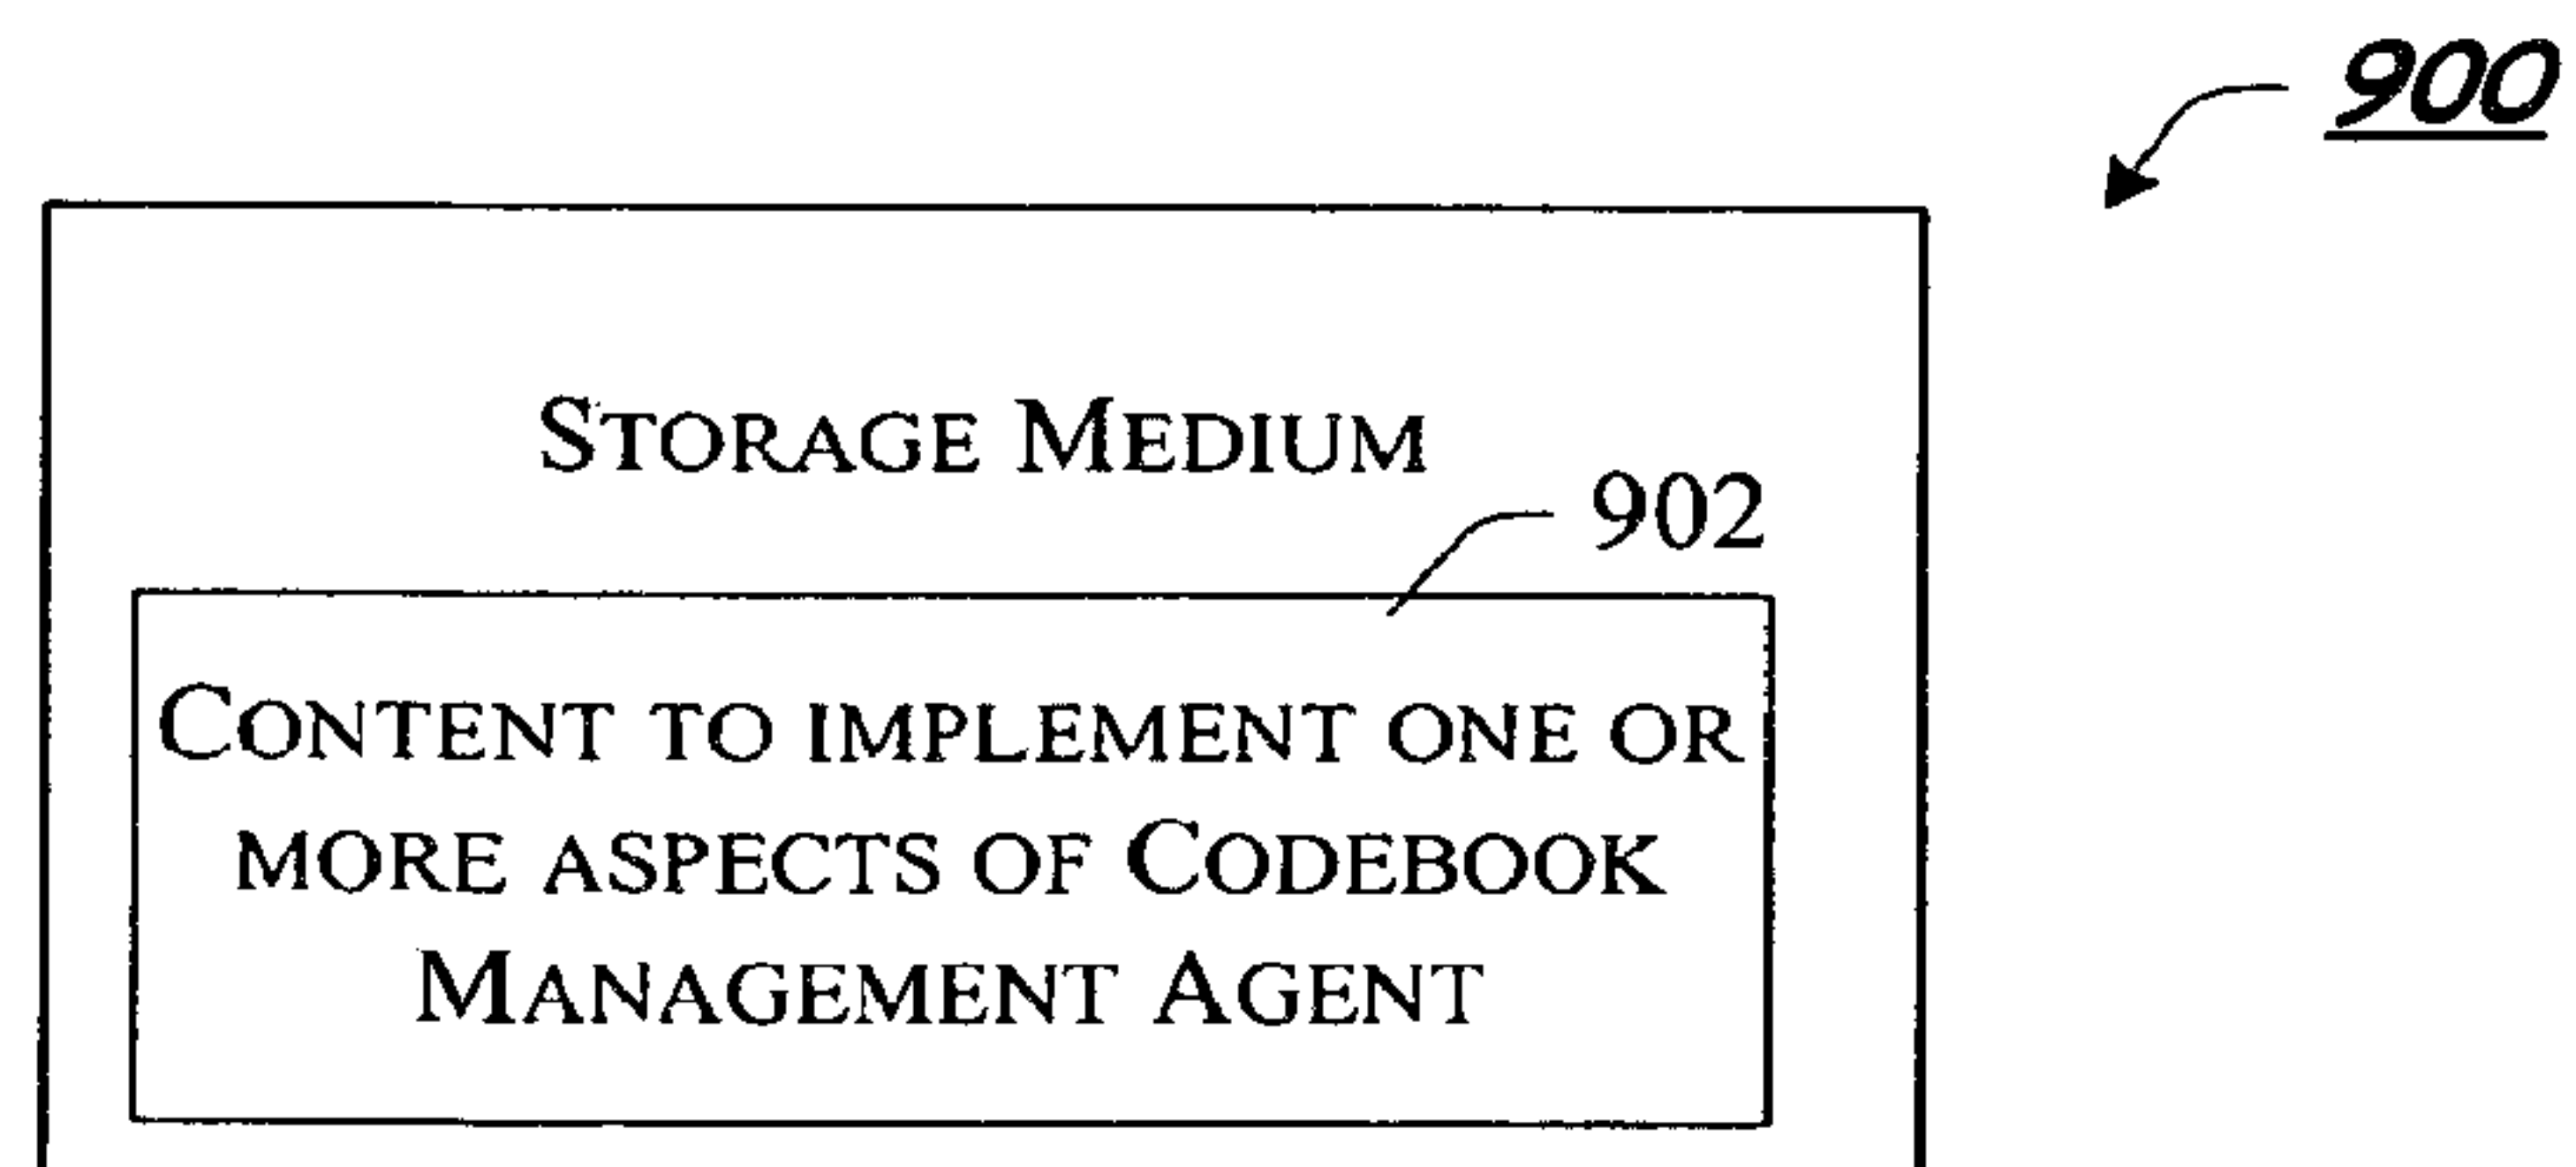 900
STORAGE MEDIUM
902
CONTENT TO IMPLEMENT ONE OR
MORE ASPECTS OF CODEBOOK
MANAGEMENT AGENT